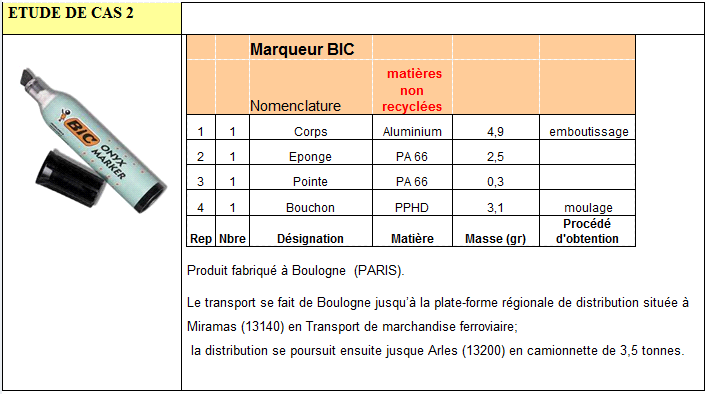 ETUDE DE CAS 2
BIC
ONYX
MARKER
Marqueur BIC
Nomenclature matières non recyclées
1 1 Corps Aluminium 4,9 emboutissage
2 1 Eponge PA 66 2,5
3 1 Pointe PA 66 0,3
4 1 Bouchon PPHD 3,1 moulage
Rep Nbre Désignation Matière Masse (gr) Procédé d'obtention
Produit fabriqué à Boulogne (PARIS).
Le transport se fait de Boulogne jusqu'à la plate-forme régionale de distribution située à
Miramas (13140) en Transport de marchandise ferroviaire;
la distribution se poursuit ensuite jusque Arles (13200) en camionnette de 3,5 tonnes.